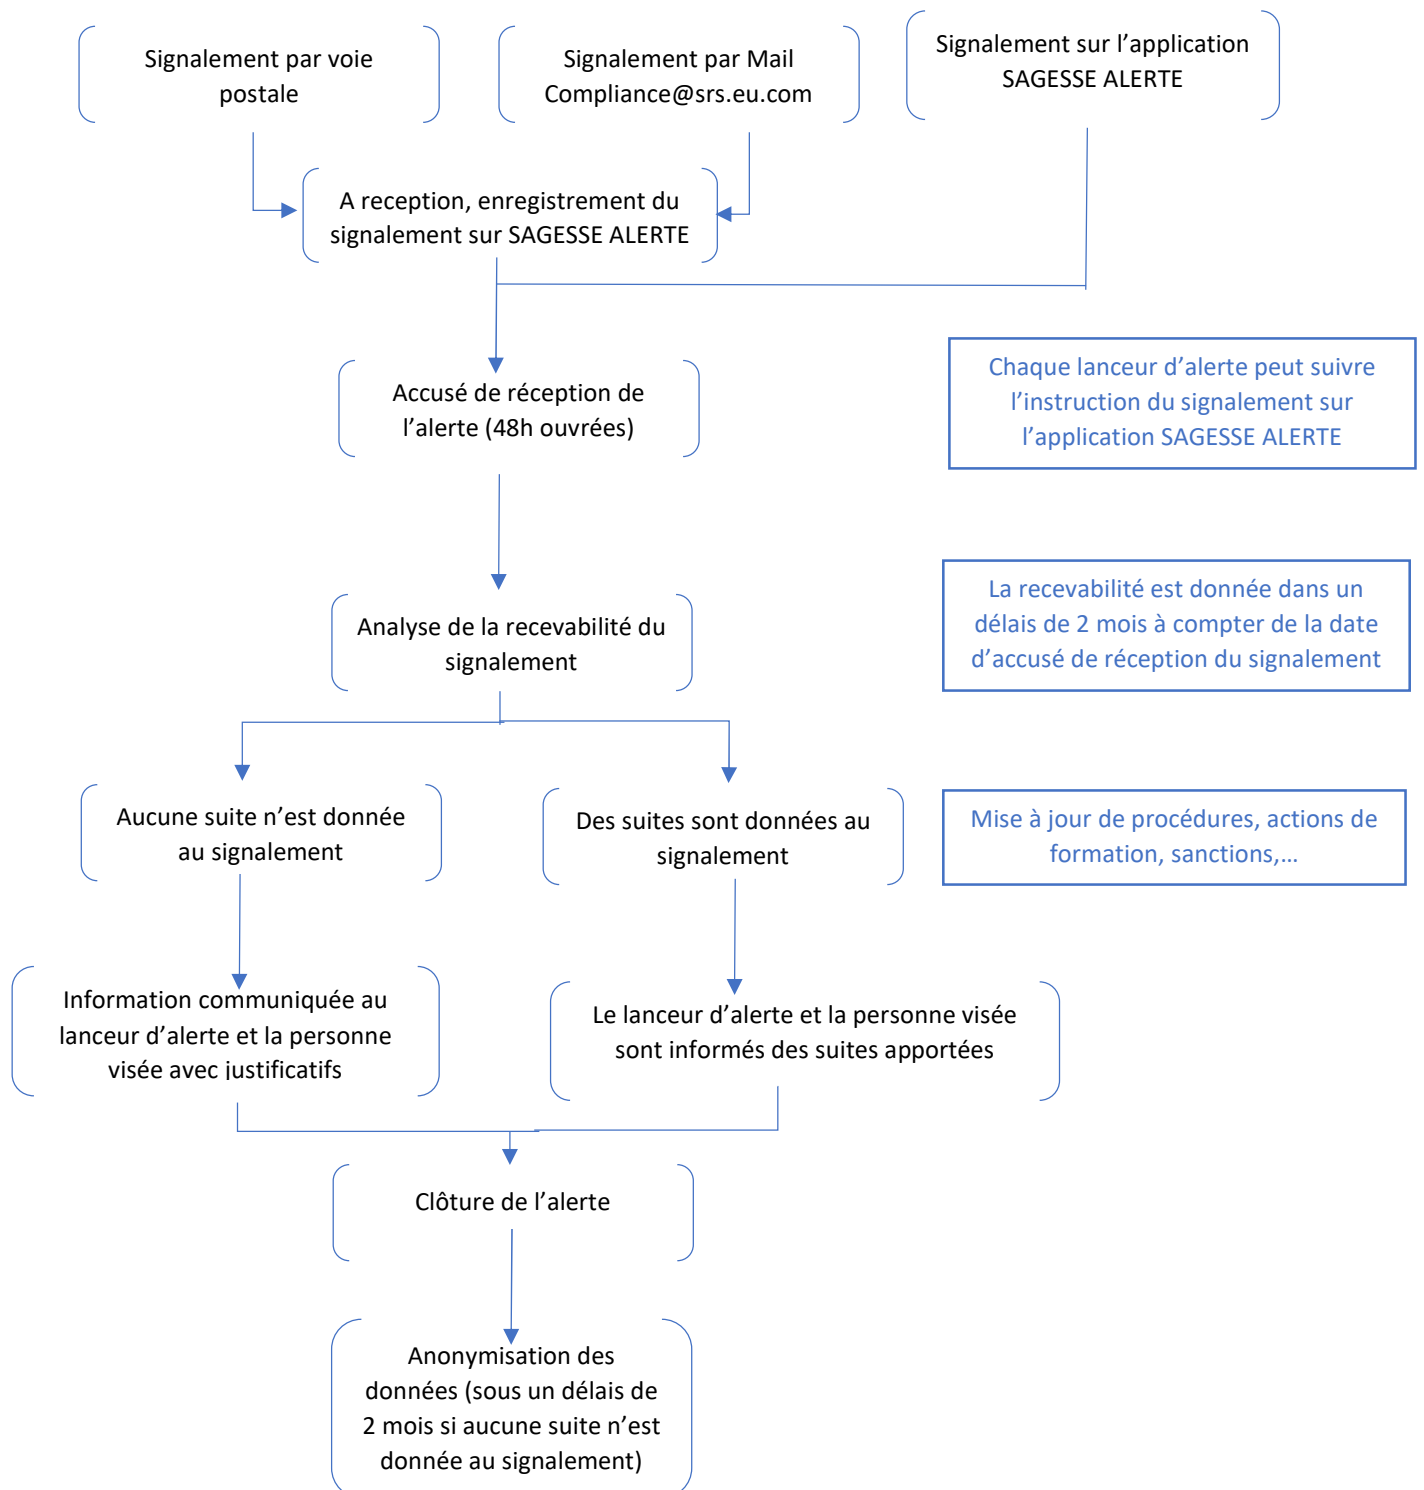 Signalement par voie
postale
Signalement par Mail
Compliance@srs.eu.com
Signalement sur l’application
SAGESSE ALERTE
A reception, enregistrement du
signalement sur SAGESSE ALERTE
Accusé de réception de
l’alerte (48h ouvrées)
Chaque lanceur d’alerte peut suivre
l’instruction du signalement sur
l’application SAGESSE ALERTE
Analyse de la recevabilité du
signalement
La recevabilité est donnée dans un
délais de 2 mois à compter de la date
d’accusé de réception du signalement
Aucune suite n’est donnée
au signalement
Des suites sont données au
signalement
Mise à jour de procédures, actions de
formation, sanctions,…
Information communiquée au
lanceur d’alerte et la personne
visée avec justificatifs
Le lanceur d’alerte et la personne visée
sont informés des suites apportées
Clôture de l’alerte
Anonymisation des
données (sous un délais de
2 mois si aucune suite n’est
donnée au signalement)